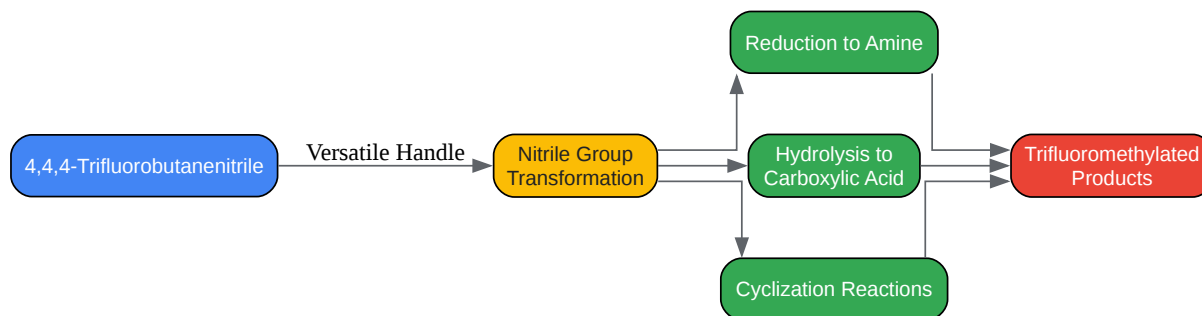 Reduction to Amine
4,4,4-Trifluorobutanenitrile
Versatile Handle
Nitrile Group
Transformation
Hydrolysis to
Carboxylic Acid
Trifluoromethylated
Products
Cyclization Reactions